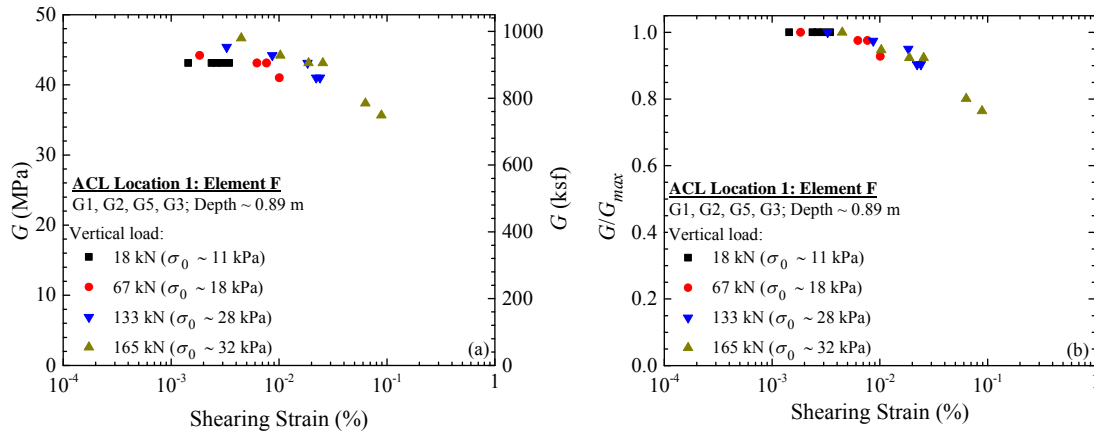 50
40
30
20
10
0
G (MPa)
1000
800
600
400
200
0
G (ksf)
ACL Location 1: Element F
G1, G2, G5, G3; Depth ~ 0.89 m
Vertical load:
18 kN (σ0 ~ 11 kPa)
67 kN (σ0 ~ 18 kPa)
133 kN (σ0 ~ 28 kPa)
165 kN (σ0 ~ 32 kPa)
(a)
10-4 10-3 10-2 10-1 1
Shearing Strain (%)
1.0
0.8
0.6
0.4
0.2
0.0
G/Gmax
ACL Location 1: Element F
G1, G2, G5, G3; Depth ~ 0.89 m
Vertical load:
18 kN (σ0 ~ 11 kPa)
67 kN (σ0 ~ 18 kPa)
133 kN (σ0 ~ 28 kPa)
165 kN (σ0 ~ 32 kPa)
(b)
10-4 10-3 10-2 10-1 1
Shearing Strain (%)